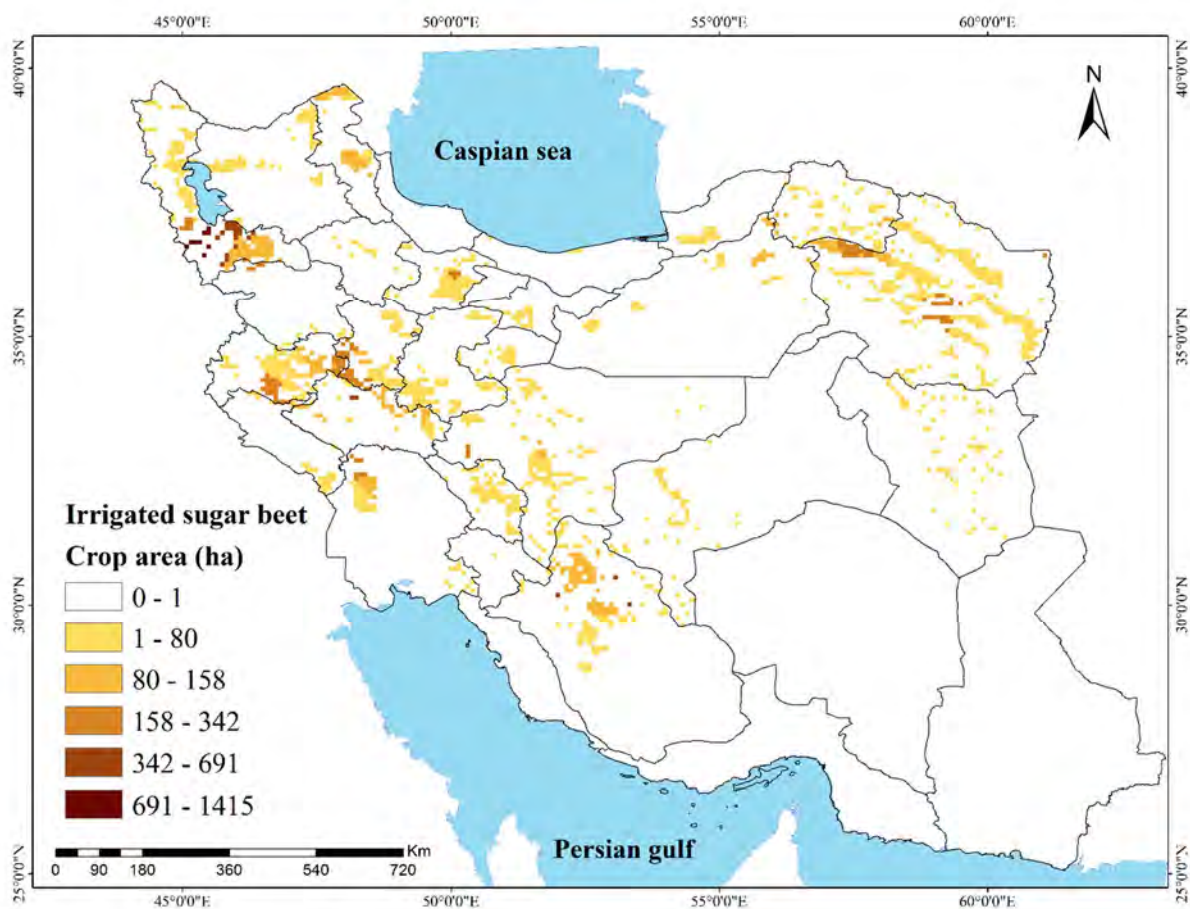 45°0'0"E 50°0'0"E 55°0'0"E 60°0'0"E
40°0'0"N
40°0'0"N
N
Caspian sea
35°0'0"N
35°0'0"N
Irrigated sugar beet
Crop area (ha)
0 - 1
1 - 80
80 - 158
158 - 342
342 - 691
691 - 1415
30°0'0"N
30°0'0"N
Km
0 90 180 360 540 720
Persian gulf
25°0'0"N
25°0'0"N
45°0'0"E 50°0'0"E 55°0'0"E 60°0'0"E